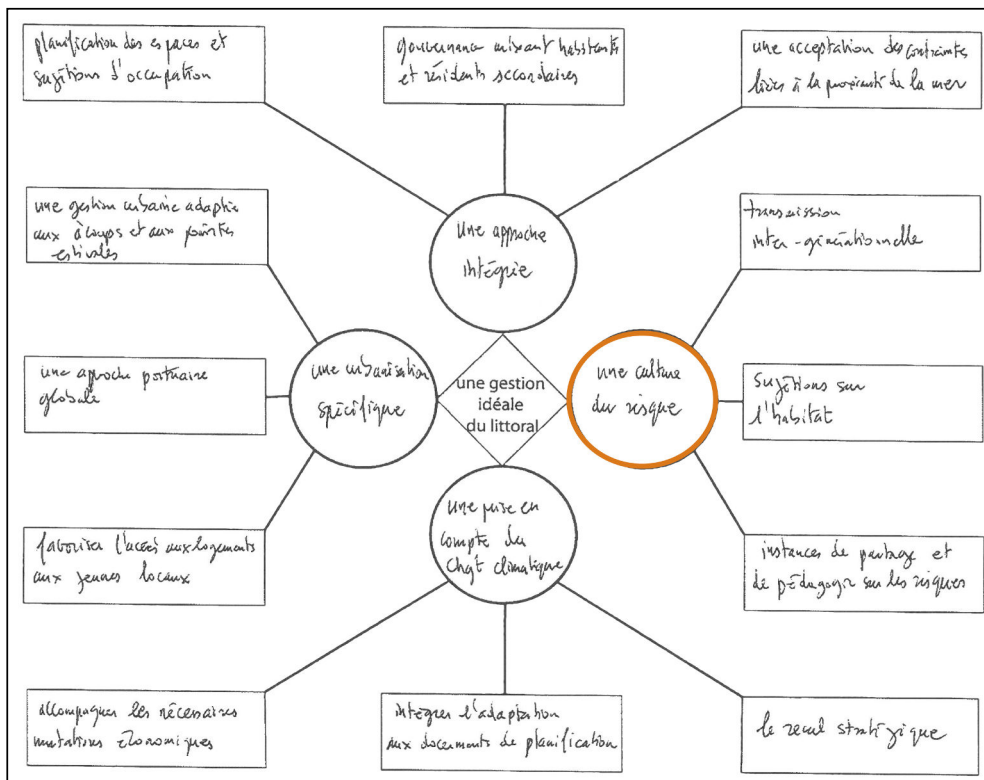 planification des espaces et
sujétions d'occupation
gouvernance mixant habitants
et résidents secondaires
une acceptation des contraintes
liées à la proximité de la mer
une gestion urbaine adaptée
aux à coups et aux pointes
estivales
Une approche
intégrée
transmission
inter-générationnelle
une approche portuaire
globale
une urbanisation
spécifique
une gestion
idéale
du littoral
une culture
du risque
sujétions sur
l'habitat
favoriser l'accès aux logements
aux jeunes locaux
Une prise en
compte du
Chgt climatique
instances de partage et
de pédagogie sur les risques
accompagner les nécessaires
mutations économiques
intégrer l'adaptation
aux documents de planification
le recul stratégique